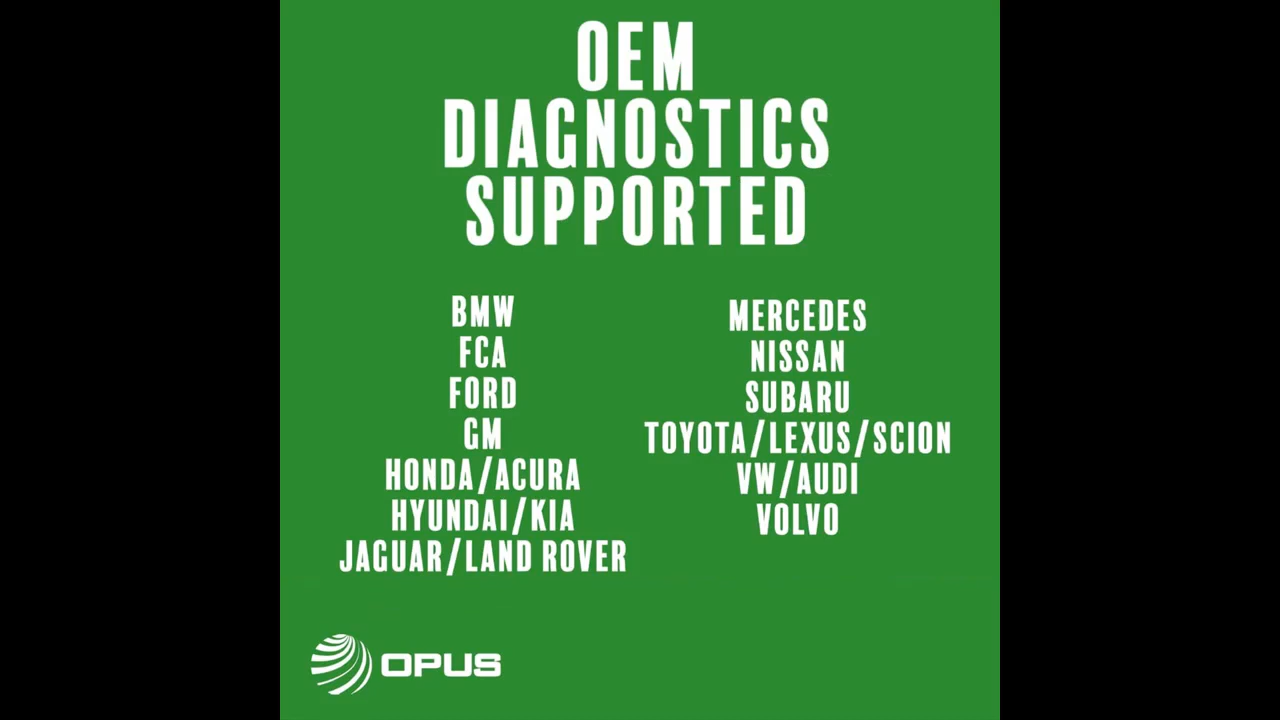 OEM
DIAGNOSTICS
SUPPORTED
BMW
FCA
FORD
GM
HONDA/ACURA
HYUNDAI/KIA
JAGUAR/LAND ROVER
MERCEDES
NISSAN
SUBARU
TOYOTA/LEXUS/SCION
VW/AUDI
VOLVO
OPUS